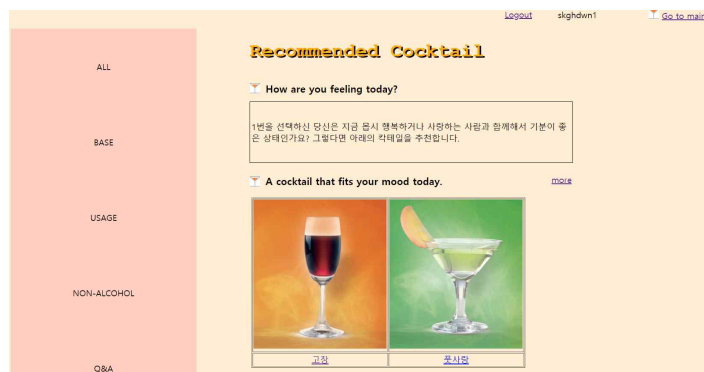 Logout skghdwn1 Go to main
ALL
BASE
USAGE
NON-ALCOHOL
Q&A
Recommended Cocktail
How are you feeling today?
1번을 선택하신 당신은 지금 몹시 행복하거나 사랑하는 사람과 함께해서 기분이 좋
은 상태인가요? 그렇다면 아래의 칵테일을 추천합니다.
A cocktail that fits your mood today. more
고창 풋사랑